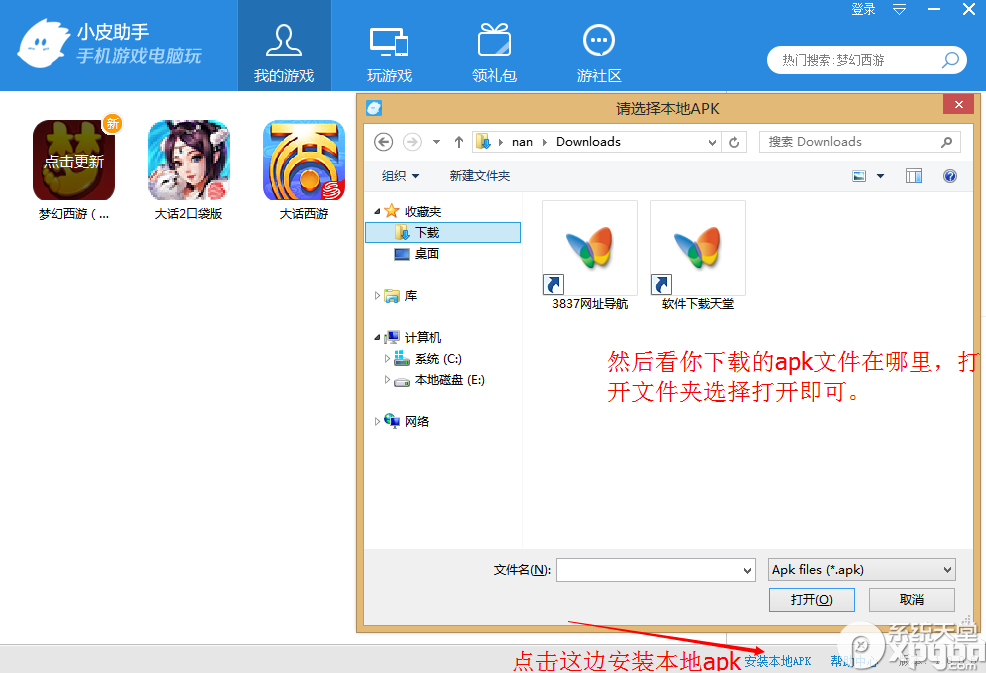 小皮助手
手机游戏电脑玩
我的游戏
玩游戏
领礼包
游社区
登录
热门搜索:梦幻西游
新
点击更新
梦幻西游（...
大话2口袋版
大话西游
请选择本地APK
nan
Downloads
搜索 Downloads
组织
新建文件夹
收藏夹
下载
桌面
库
计算机
系统 (C:)
本地磁盘 (E:)
网络
3837网址导航
软件下载天堂
然后看你下载的apk文件在哪里，打
开文件夹选择打开即可。
文件名(N):
Apk files (*.apk)
打开(O)
取消
点击这边安装本地apk
安装本地APK
帮助中心
系统天堂
xpgod
.com